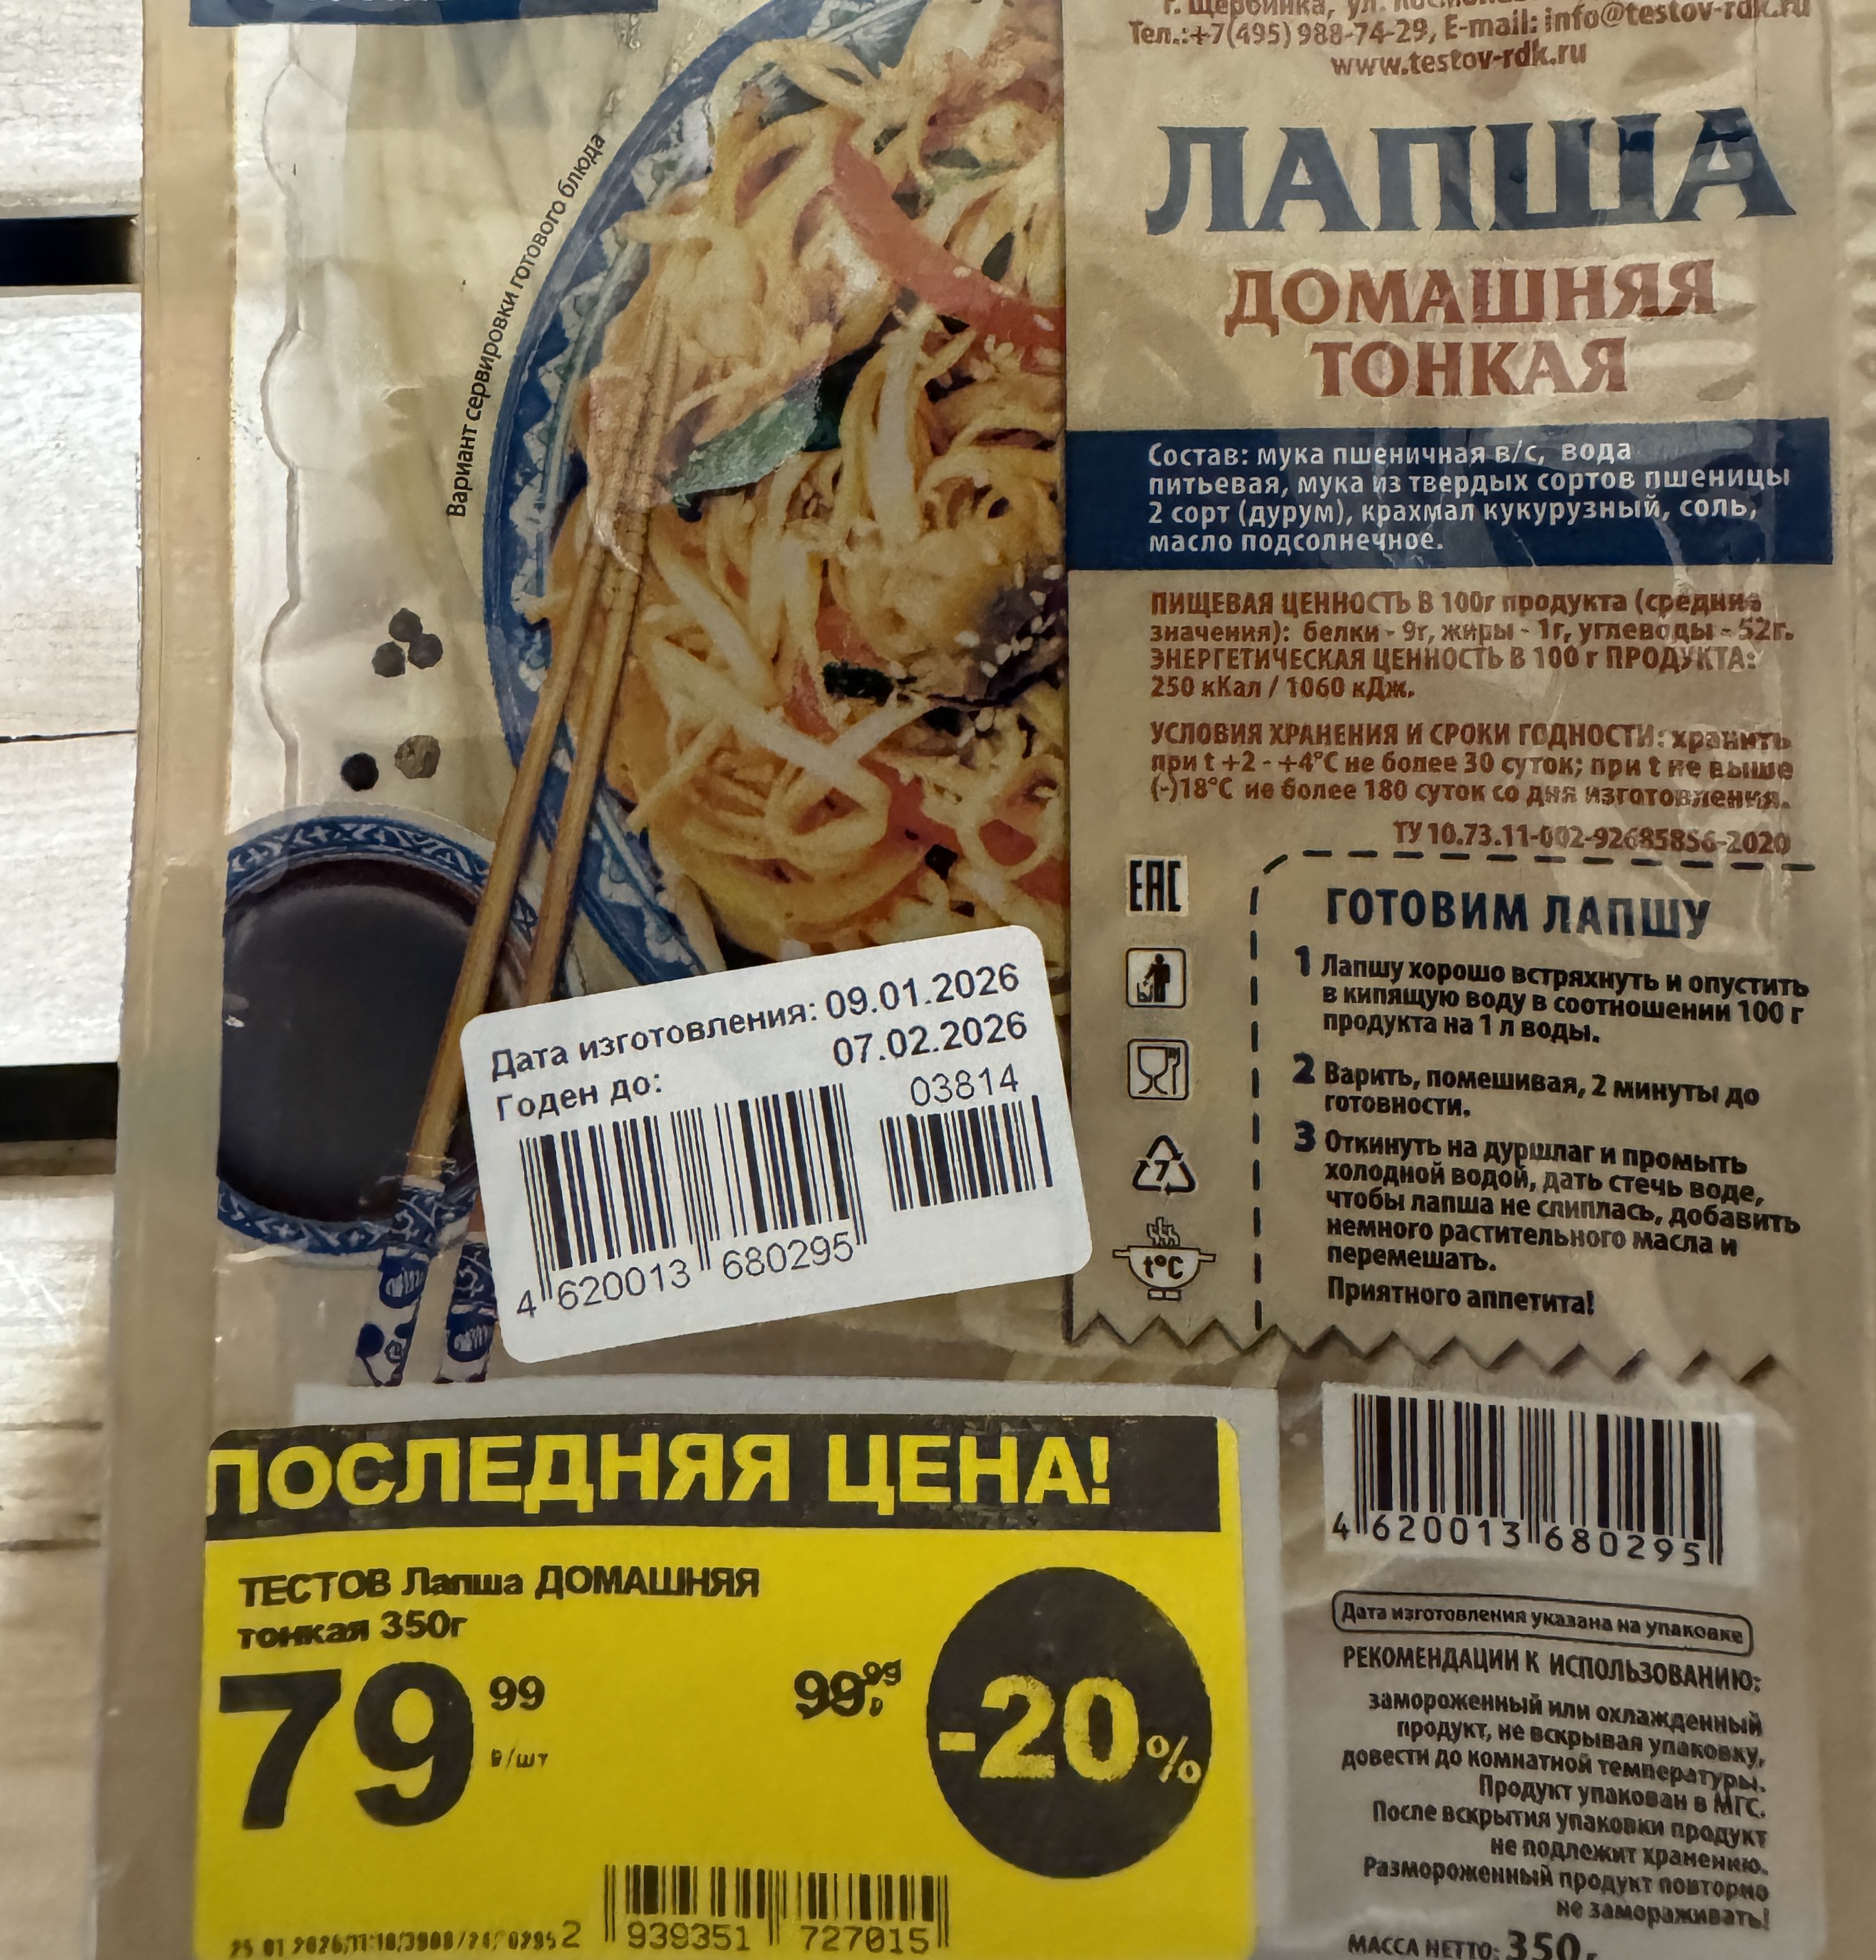 Тел.:+7(495) 988-74-29, E-mail: info@testov-rdk.ru
www.testov-rdk.ru
ЛАПША
ДОМАШНЯЯ
ТОНКАЯ
Вариант сервировки готового блюда
Состав: мука пшеничная в/с, вода
питьевая, мука из твердых сортов пшеницы
2 сорт (дурум), крахмал кукурузный, соль,
масло подсолнечное.
ПИЩЕВАЯ ЦЕННОСТЬ В 100г продукта (средние
значения): белки - 9г, жиры - 1г, углеводы - 52г.
ЭНЕРГЕТИЧЕСКАЯ ЦЕННОСТЬ В 100 г ПРОДУКТА:
250 кКал / 1060 кДж.
УСЛОВИЯ ХРАНЕНИЯ И СРОКИ ГОДНОСТИ: хранить
при t +2 - +4°С не более 30 суток; при t не выше
(-)18°С не более 180 суток со дня изготовления.
ТУ 10.73.11-002-92685856-2020
EAC
7
t°C
ГОТОВИМ ЛАПШУ
1 Лапшу хорошо встряхнуть и опустить
в кипящую воду в соотношении 100 г
продукта на 1 л воды.
2 Варить, помешивая, 2 минуты до
готовности.
3 Откинуть на дуршлаг и промыть
холодной водой, дать стечь воде,
чтобы лапша не слиплась, добавить
немного растительного масла и
перемешать.
Приятного аппетита!
Дата изготовления: 09.01.2026
Годен до: 07.02.2026
03814
4 620013 680295
ПОСЛЕДНЯЯ ЦЕНА!
ТЕСТОВ Лапша ДОМАШНЯЯ
тонкая 350г
79 99
₽/шт
99,99
-20%
2 939351 727015
4 620013 680295
Дата изготовления указана на упаковке
РЕКОМЕНДАЦИИ К ИСПОЛЬЗОВАНИЮ:
замороженный или охлажденный
продукт, не вскрывая упаковку,
довести до комнатной температуры.
Продукт упакован в МГС.
После вскрытия упаковки продукт
не подлежит хранению.
Размороженный продукт повторно
не замораживать!
МАССА НЕТТО: 350г